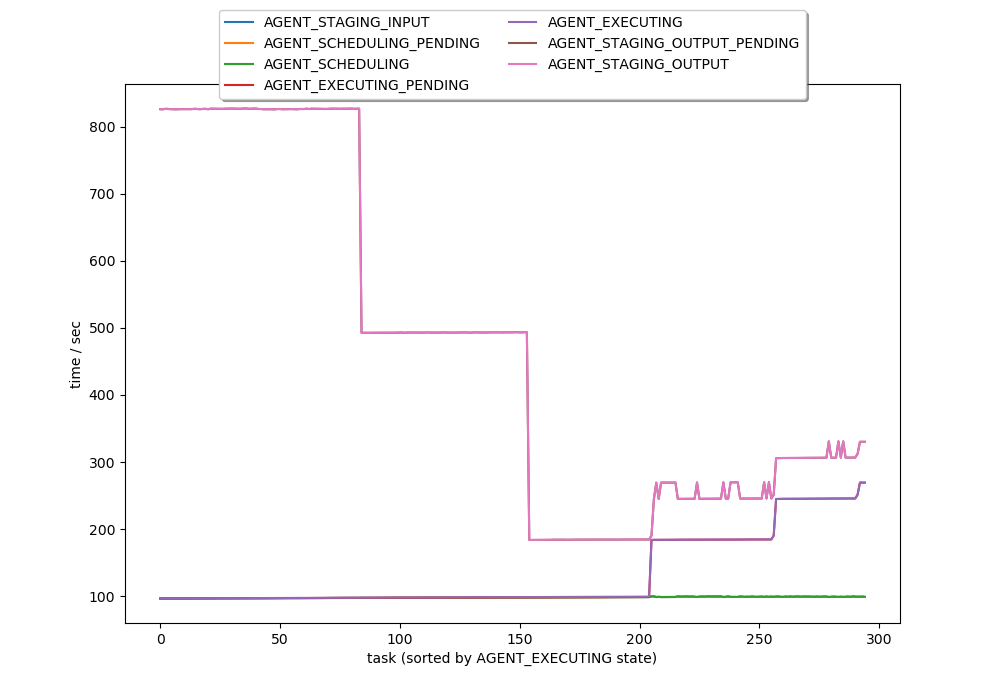 AGENT_STAGING_INPUT
AGENT_SCHEDULING_PENDING
AGENT_SCHEDULING
AGENT_EXECUTING_PENDING
AGENT_EXECUTING
AGENT_STAGING_OUTPUT_PENDING
AGENT_STAGING_OUTPUT
800
700
600
500
400
300
200
100
time / sec
0
50
100
150
200
250
300
task (sorted by AGENT_EXECUTING state)